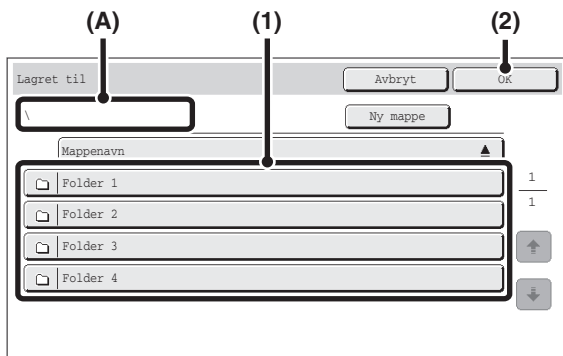 (A) (1) (2)
Lagret til Avbryt OK
\ Ny mappe
Mappenavn
Folder 1 1
Folder 2 1
Folder 3
Folder 4